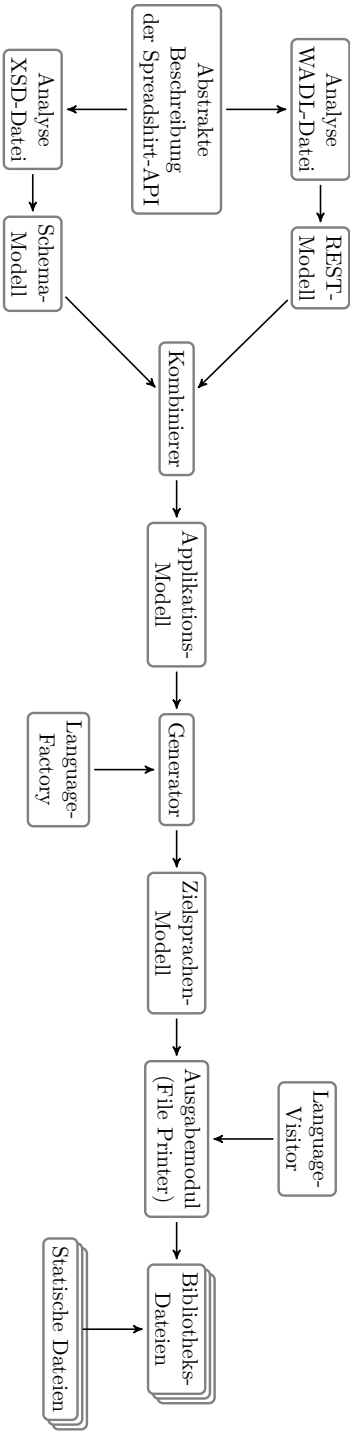 Abstrakte
Beschreibung
der Spreadshirt-API
Analyse
WADL-Datei
REST-
Modell
Analyse
XSD-Datei
Schema-
Modell
Kombinierer
Applikations-
Modell
Generator
Language-
Factory
Zielsprachen-
Modell
Language-
Visitor
Ausgabemodul
(File Printer)
Bibliotheks-
Dateien
Statische Dateien